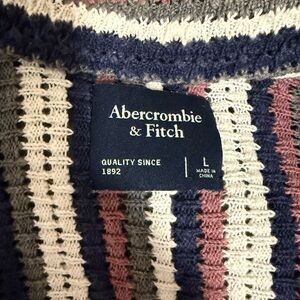 Abercrombie
& Fitch
QUALITY SINCE
1892
L
MADE IN
CHINA